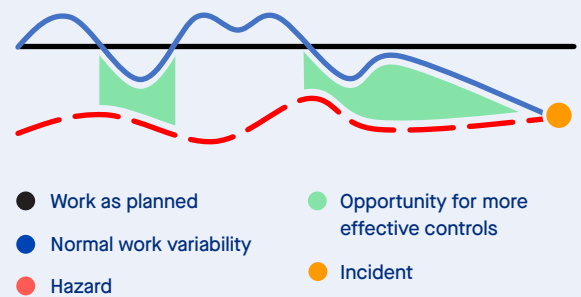 Work as planned
Normal work variability
Hazard
Opportunity for more
effective controls
Incident